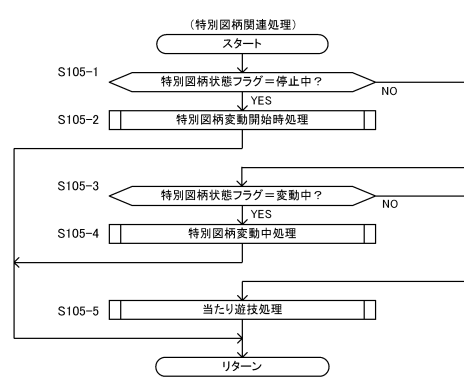 （特別図柄関連処理）
スタート
S105-1
特別図柄状態フラグ＝停止中？
NO
YES
S105-2
特別図柄変動開始時処理
S105-3
特別図柄状態フラグ＝変動中？
NO
YES
S105-4
特別図柄変動中処理
S105-5
当たり遊技処理
リターン